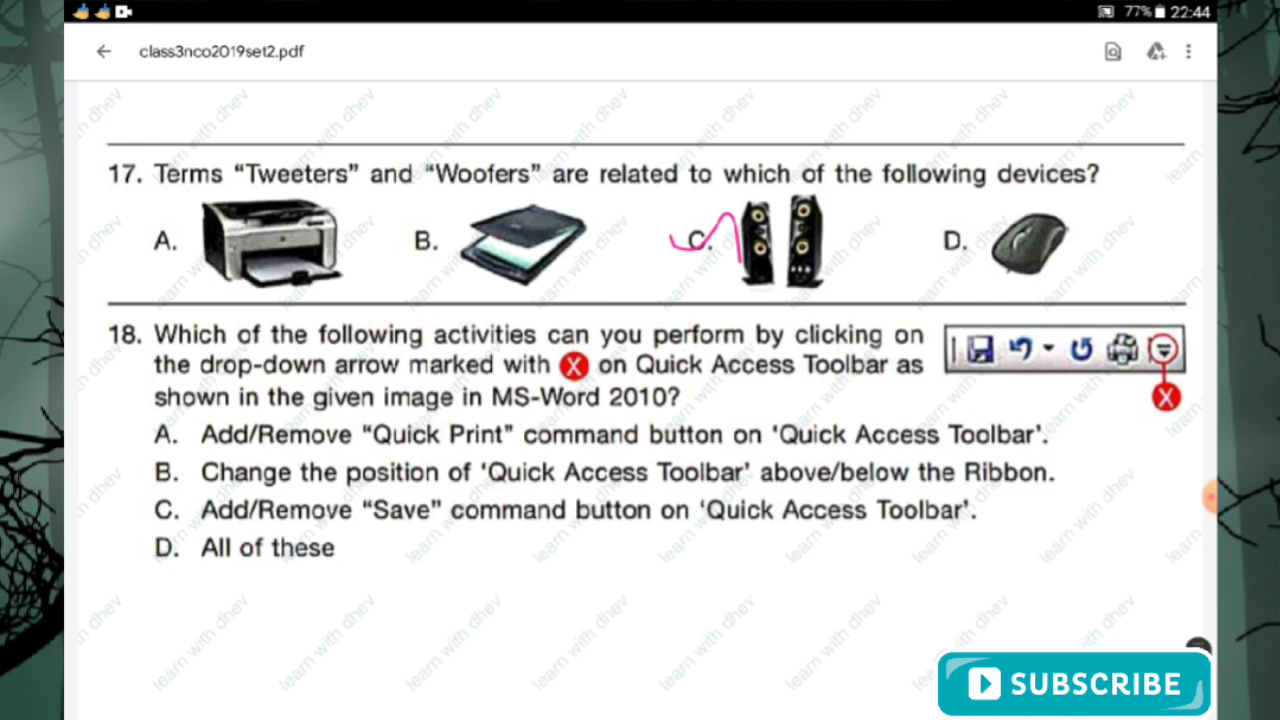 77% 22:44
class3nco2019set2.pdf
17. Terms “Tweeters” and “Woofers” are related to which of the following devices?
A. B. C. D.
18. Which of the following activities can you perform by clicking on
the drop-down arrow marked with X on Quick Access Toolbar as
shown in the given image in MS-Word 2010?
X
A. Add/Remove “Quick Print” command button on ‘Quick Access Toolbar’.
B. Change the position of ‘Quick Access Toolbar’ above/below the Ribbon.
C. Add/Remove “Save” command button on ‘Quick Access Toolbar’.
D. All of these
learn with dhev
SUBSCRIBE